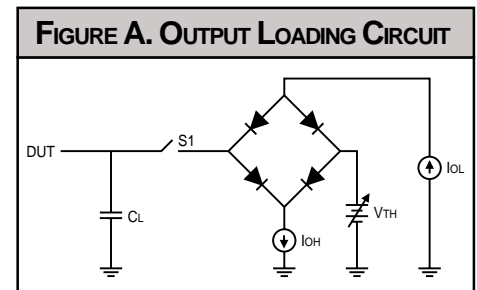 FIGURE A. OUTPUT LOADING CIRCUIT
DUT
S1
CL
IOH
VTH
IOL